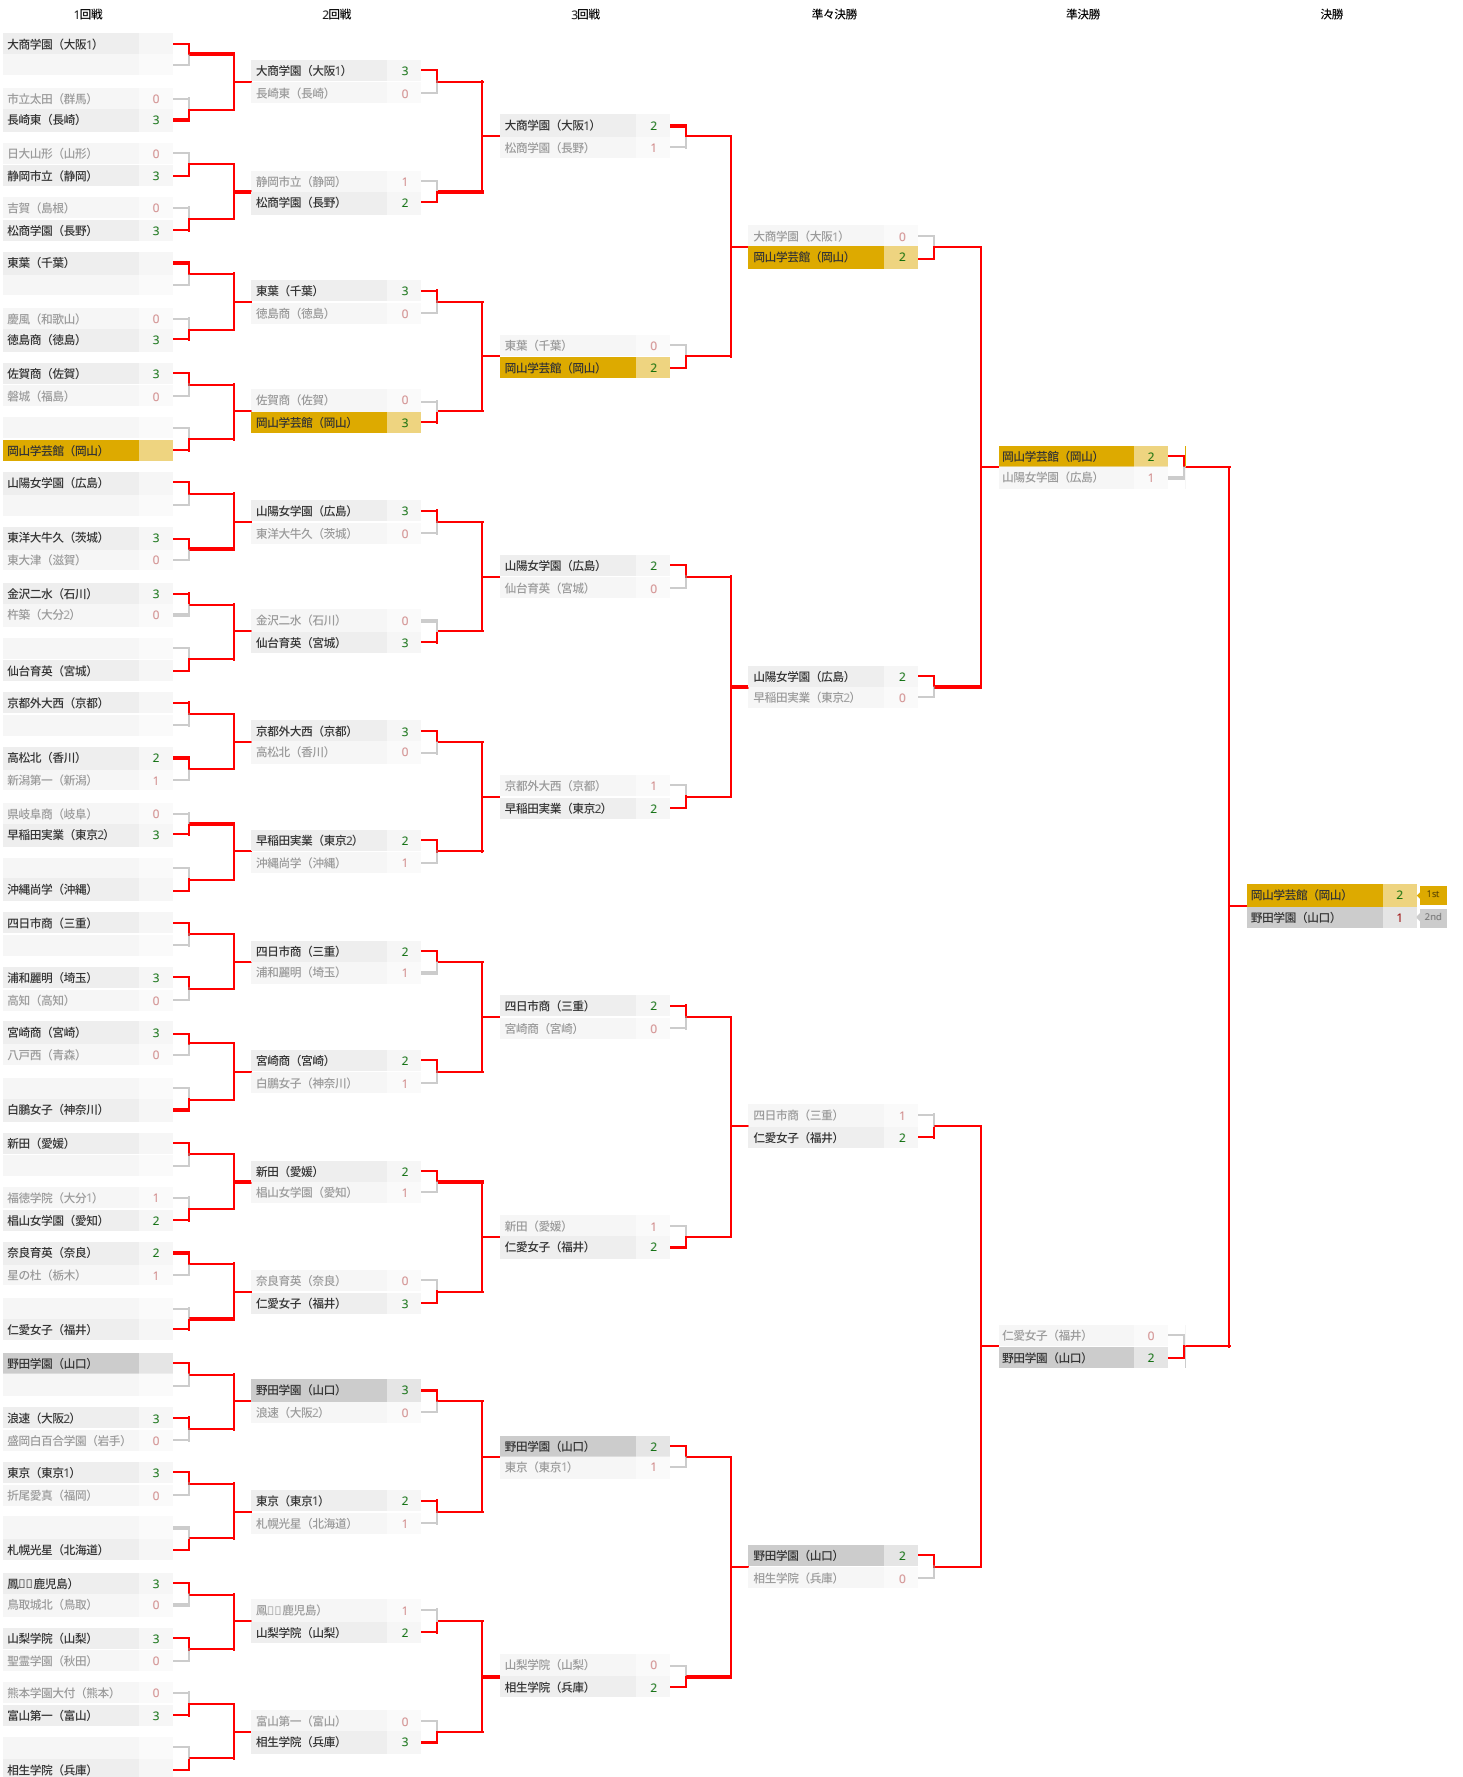 1回戦
2回戦
3回戦
準々決勝
準決勝
決勝
大商学園（大阪1）
市立太田（群馬） 0
長崎東（長崎） 3
日大山形（山形） 0
静岡市立（静岡） 3
吉賀（島根） 0
松商学園（長野） 3
東葉（千葉）
慶風（和歌山） 0
徳島商（徳島） 3
佐賀商（佐賀） 3
磐城（福島） 0
岡山学芸館（岡山）
山陽女学園（広島）
東洋大牛久（茨城） 3
東大津（滋賀） 0
金沢二水（石川） 3
杵築（大分2） 0
仙台育英（宮城）
京都外大西（京都）
高松北（香川） 2
新潟第一（新潟） 1
県岐阜商（岐阜） 0
早稲田実業（東京2） 3
沖縄尚学（沖縄）
四日市商（三重）
浦和麗明（埼玉） 3
高知（高知） 0
宮崎商（宮崎） 3
八戸西（青森） 0
白鵬女子（神奈川）
新田（愛媛）
福徳学院（大分1） 1
椙山女学園（愛知） 2
奈良育英（奈良） 2
星の杜（栃木） 1
仁愛女子（福井）
野田学園（山口）
浪速（大阪2） 3
盛岡白百合学園（岩手） 0
東京（東京1） 3
折尾愛真（福岡） 0
札幌光星（北海道）
鳳□□鹿児島） 3
鳥取城北（鳥取） 0
山梨学院（山梨） 3
聖霊学園（秋田） 0
熊本学園大付（熊本） 0
富山第一（富山） 3
相生学院（兵庫）
大商学園（大阪1） 3
長崎東（長崎） 0
静岡市立（静岡） 1
松商学園（長野） 2
東葉（千葉） 3
徳島商（徳島） 0
佐賀商（佐賀） 0
岡山学芸館（岡山） 3
山陽女学園（広島） 3
東洋大牛久（茨城） 0
金沢二水（石川） 0
仙台育英（宮城） 3
京都外大西（京都） 3
高松北（香川） 0
早稲田実業（東京2） 2
沖縄尚学（沖縄） 1
四日市商（三重） 2
浦和麗明（埼玉） 1
宮崎商（宮崎） 2
白鵬女子（神奈川） 1
新田（愛媛） 2
椙山女学園（愛知） 1
奈良育英（奈良） 0
仁愛女子（福井） 3
野田学園（山口） 3
浪速（大阪2） 0
東京（東京1） 2
札幌光星（北海道） 1
鳳□□鹿児島） 1
山梨学院（山梨） 2
富山第一（富山） 0
相生学院（兵庫） 3
大商学園（大阪1） 2
松商学園（長野） 1
東葉（千葉） 0
岡山学芸館（岡山） 2
山陽女学園（広島） 2
仙台育英（宮城） 0
京都外大西（京都） 1
早稲田実業（東京2） 2
四日市商（三重） 2
宮崎商（宮崎） 0
新田（愛媛） 1
仁愛女子（福井） 2
野田学園（山口） 2
東京（東京1） 1
山梨学院（山梨） 0
相生学院（兵庫） 2
大商学園（大阪1） 0
岡山学芸館（岡山） 2
山陽女学園（広島） 2
早稲田実業（東京2） 0
四日市商（三重） 1
仁愛女子（福井） 2
野田学園（山口） 2
相生学院（兵庫） 0
岡山学芸館（岡山） 2
山陽女学園（広島） 1
仁愛女子（福井） 0
野田学園（山口） 2
岡山学芸館（岡山） 2 1st
野田学園（山口） 1 2nd